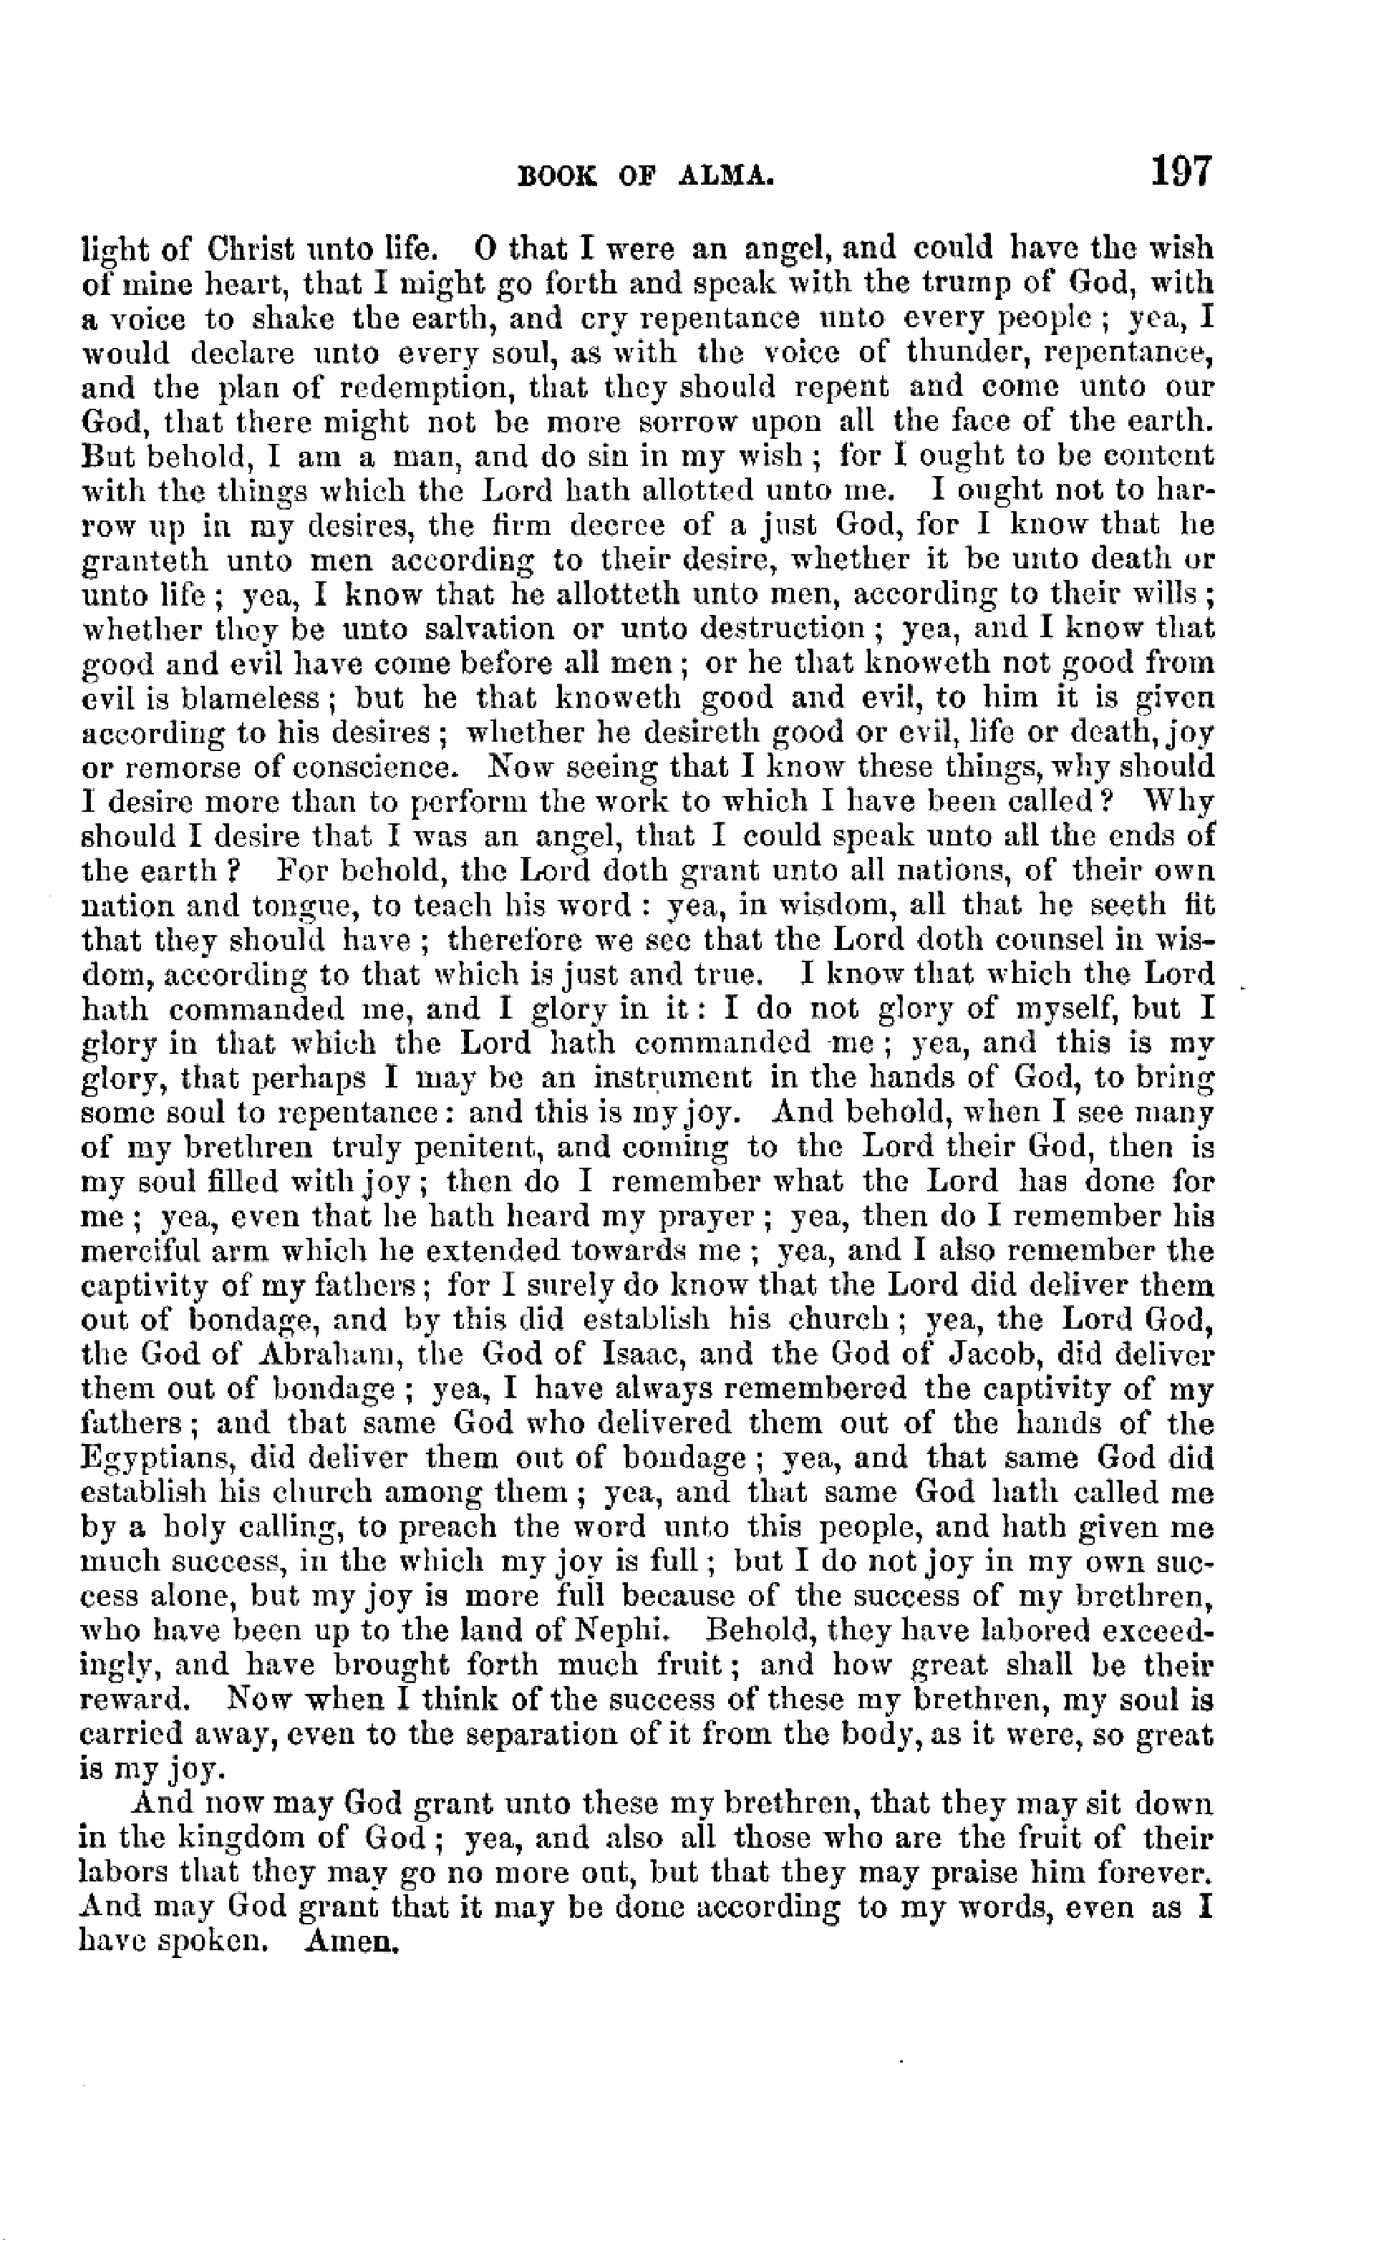 BOOK OF ALMA. 197
light of Christ unto life. O that I were an angel, and could have the wish
of mine heart, that I might go forth and speak with the trump of God, with
a voice to shake the earth, and cry repentance unto every people ; yea, I
would declare unto every soul, as with the voice of thunder, repentance,
and the plan of redemption, that they should repent and come unto our
God, that there might not be more sorrow upon all the face of the earth.
But behold, I am a man, and do sin in my wish ; for I ought to be content
with the things which the Lord hath allotted unto me. I ought not to har-
row up in my desires, the firm decree of a just God, for I know that he
granteth unto men according to their desire, whether it be unto death or
unto life ; yea, I know that he allotteth unto men, according to their wills ;
whether they be unto salvation or unto destruction ; yea, and I know that
good and evil have come before all men ; or he that knoweth not good from
evil is blameless ; but he that knoweth good and evil, to him it is given
according to his desires ; whether he desireth good or evil, life or death, joy
or remorse of conscience. Now seeing that I know these things, why should
I desire more than to perform the work to which I have been called ? Why
should I desire that I was an angel, that I could speak unto all the ends of
the earth ? For behold, the Lord doth grant unto all nations, of their own
nation and tongue, to teach his word : yea, in wisdom, all that he seeth fit
that they should have ; therefore we see that the Lord doth counsel in wis-
dom, according to that which is just and true. I know that which the Lord
hath commanded me, and I glory in it : I do not glory of myself, but I
glory in that which the Lord hath commanded me ; yea, and this is my
glory, that perhaps I may be an instrument in the hands of God, to bring
some soul to repentance : and this is my joy. And behold, when I see many
of my brethren truly penitent, and coming to the Lord their God, then is
my soul filled with joy ; then do I remember what the Lord has done for
me ; yea, even that he hath heard my prayer ; yea, then do I remember his
merciful arm which he extended towards me ; yea, and I also remember the
captivity of my fathers ; for I surely do know that the Lord did deliver them
out of bondage, and by this did establish his church ; yea, the Lord God,
the God of Abraham, the God of Isaac, and the God of Jacob, did deliver
them out of bondage ; yea, I have always remembered the captivity of my
fathers ; and that same God who delivered them out of the hands of the
Egyptians, did deliver them out of bondage ; yea, and that same God did
establish his church among them ; yea, and that same God hath called me
by a holy calling, to preach the word unto this people, and hath given me
much success, in the which my joy is full ; but I do not joy in my own suc-
cess alone, but my joy is more full because of the success of my brethren,
who have been up to the land of Nephi. Behold, they have labored exceed-
ingly, and have brought forth much fruit ; and how great shall be their
reward. Now when I think of the success of these my brethren, my soul is
carried away, even to the separation of it from the body, as it were, so great
is my joy.
And now may God grant unto these my brethren, that they may sit down
in the kingdom of God ; yea, and also all those who are the fruit of their
labors that they may go no more out, but that they may praise him forever.
And may God grant that it may be done according to my words, even as I
have spoken. Amen.